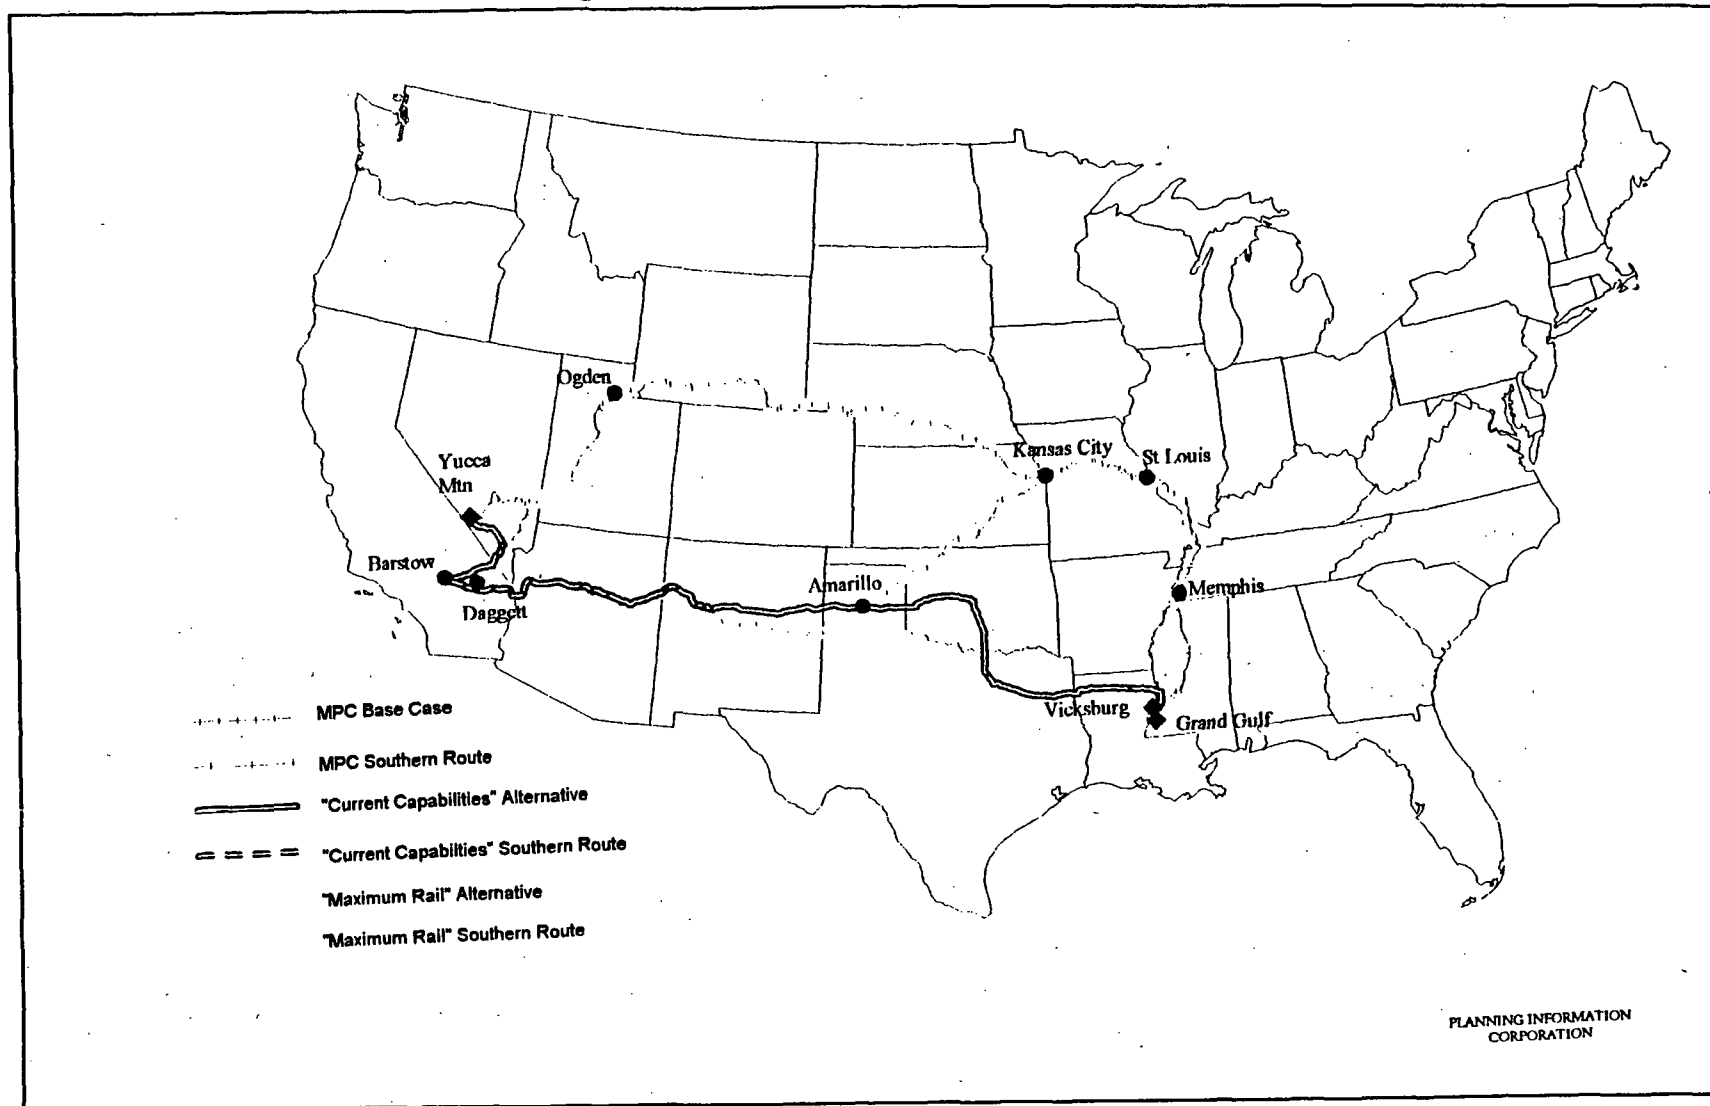 Ogden
Kansas City
St Louis
Yucca
Mtn
Barstow
Amarillo
Memphis
Daggett
Vicksburg
Grand Gulf
MPC Base Case
MPC Southern Route
"Current Capabilities" Alternative
"Current Capabilties" Southern Route
"Maximum Rail" Alternative
"Maximum Rail" Southern Route
PLANNING INFORMATION
CORPORATION